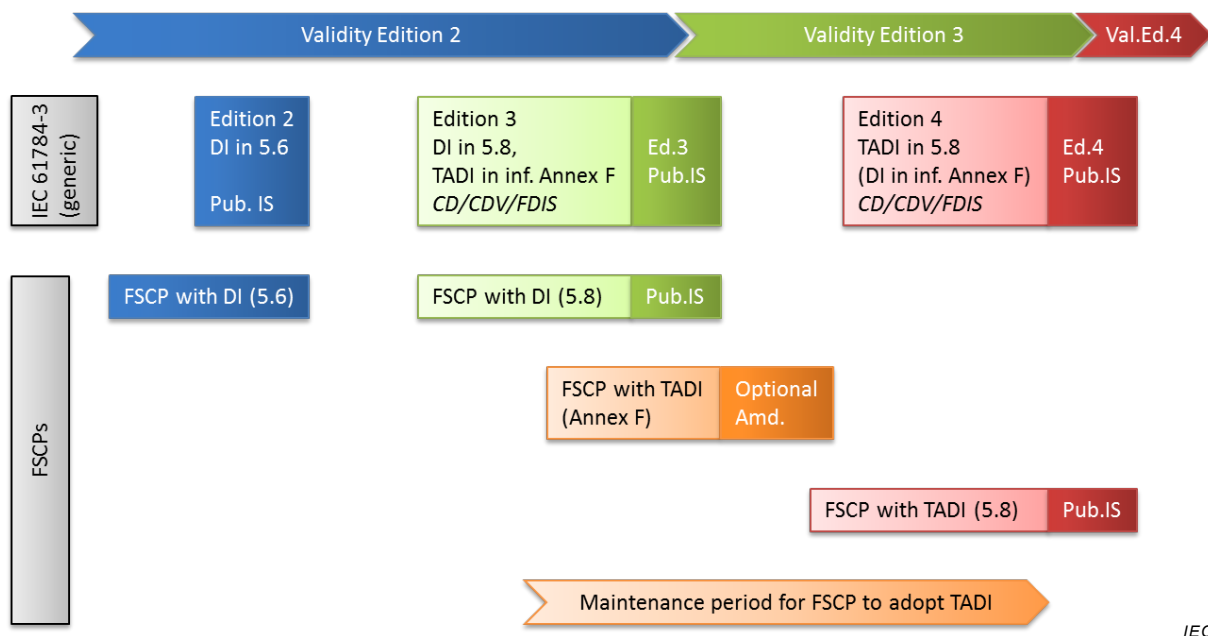 Validity Edition 2
Validity Edition 3
Val.Ed.4
IEC 61784-3
(generic)
Edition 2
DI in 5.6
Pub. IS
Edition 3
DI in 5.8,
TADI in inf. Annex F
CD/CDV/FDIS
Ed.3
Pub.IS
Edition 4
TADI in 5.8
(DI in inf. Annex F)
CD/CDV/FDIS
Ed.4
Pub.IS
FSCPs
FSCP with DI (5.6)
FSCP with DI (5.8)
Pub.IS
FSCP with TADI
(Annex F)
Optional
Amd.
FSCP with TADI (5.8)
Pub.IS
Maintenance period for FSCP to adopt TADI
IEC